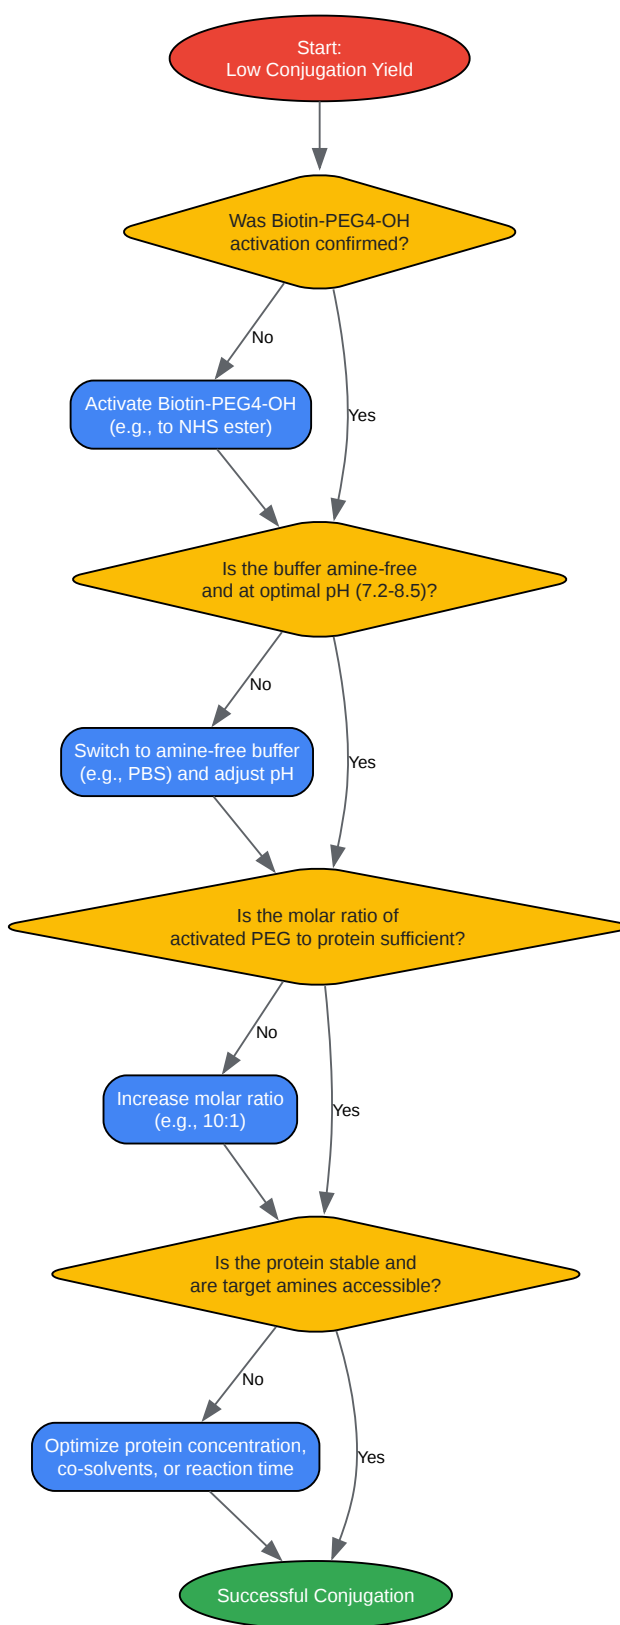 Start:
Low Conjugation Yield
Was Biotin-PEG4-OH
activation confirmed?
No
Yes
Activate Biotin-PEG4-OH
(e.g., to NHS ester)
Is the buffer amine-free
and at optimal pH (7.2-8.5)?
No
Yes
Switch to amine-free buffer
(e.g., PBS) and adjust pH
Is the molar ratio of
activated PEG to protein sufficient?
No
Yes
Increase molar ratio
(e.g., 10:1)
Is the protein stable and
are target amines accessible?
No
Yes
Optimize protein concentration,
co-solvents, or reaction time
Successful Conjugation